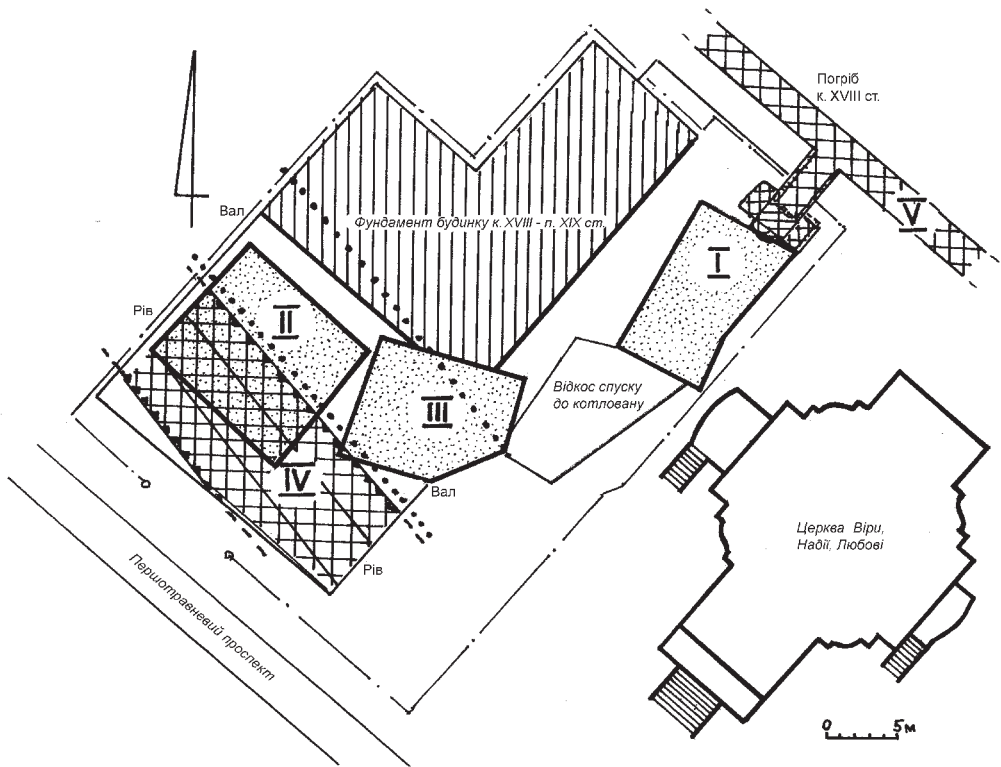 Погріб
к. XVIII ст.
V
Вал
Фундамент будинку к. XVIII - п. XIX ст.
I
Рів
II
Відкос спуску
до котловану
III
IV
Вал
Церква Віри,
Надії, Любові
Рів
Першотравневий проспект
0 5м